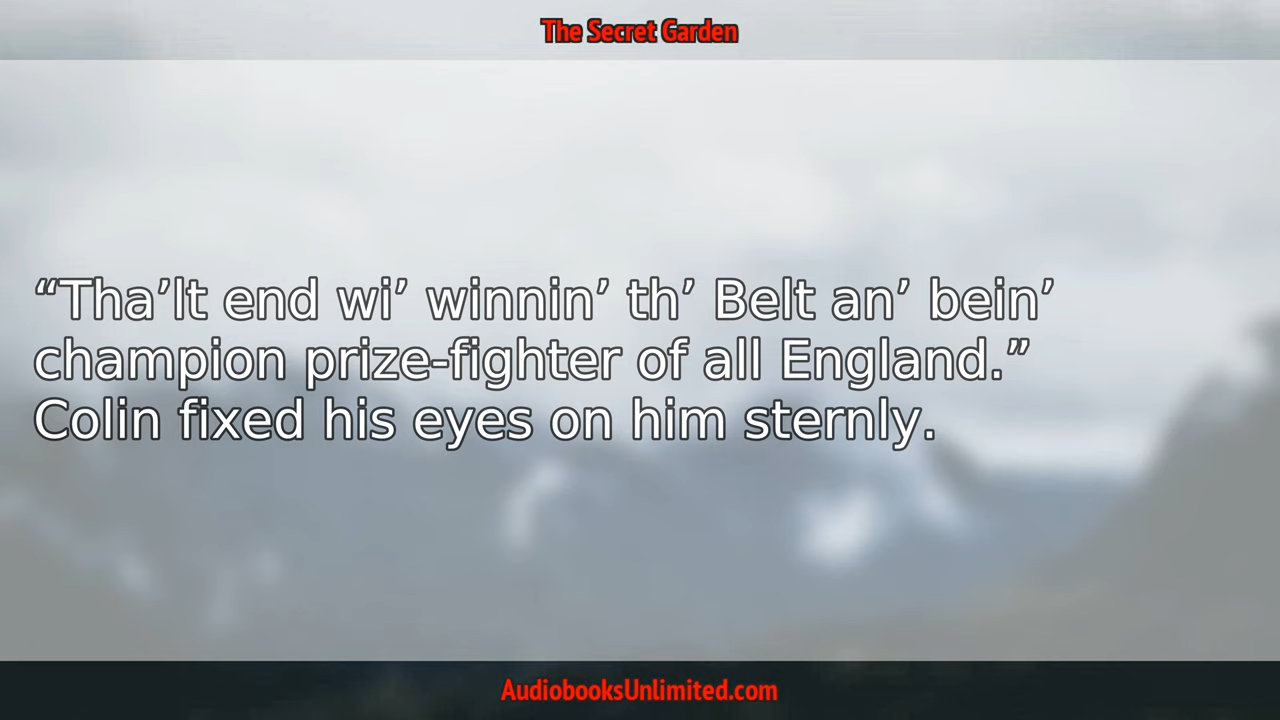 The Secret Garden
“Tha’lt end wi’ winnin’ th’ Belt an’ bein’
champion prize-fighter of all England.”
Colin fixed his eyes on him sternly.
AudiobooksUnlimited.com